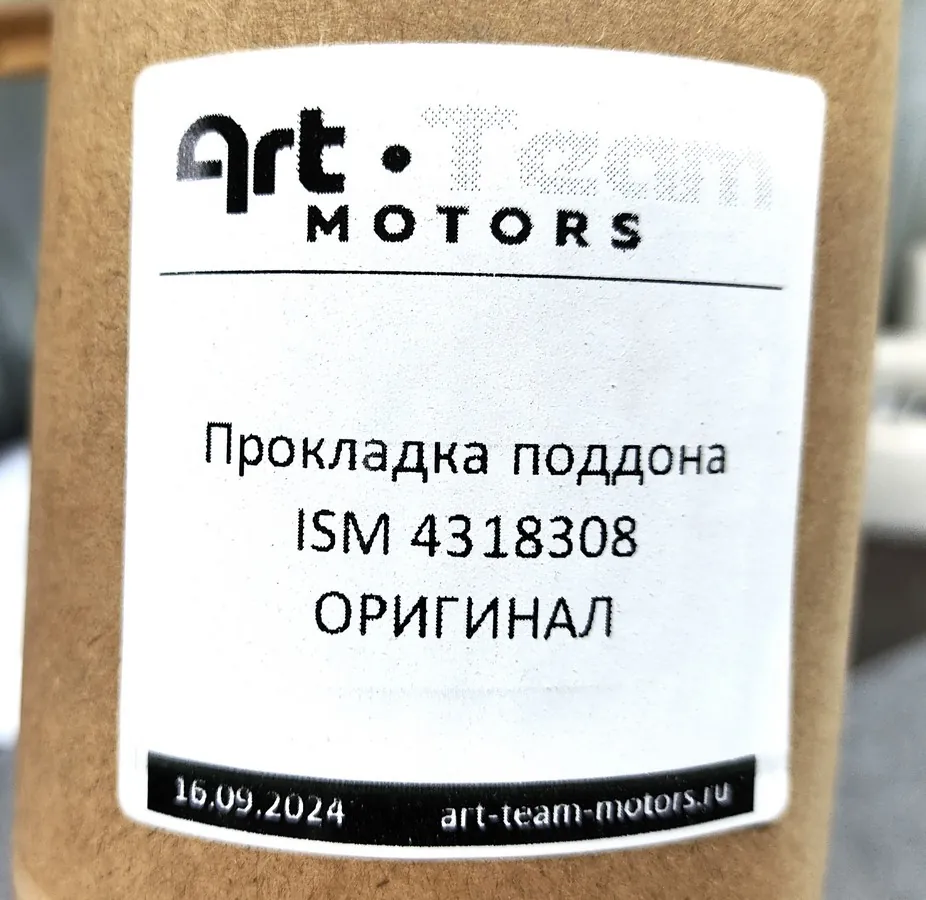 Art • Team
MOTORS
Прокладка поддона
ISM 4318308
ОРИГИНАЛ
16.09.2024 art-team-motors.ru